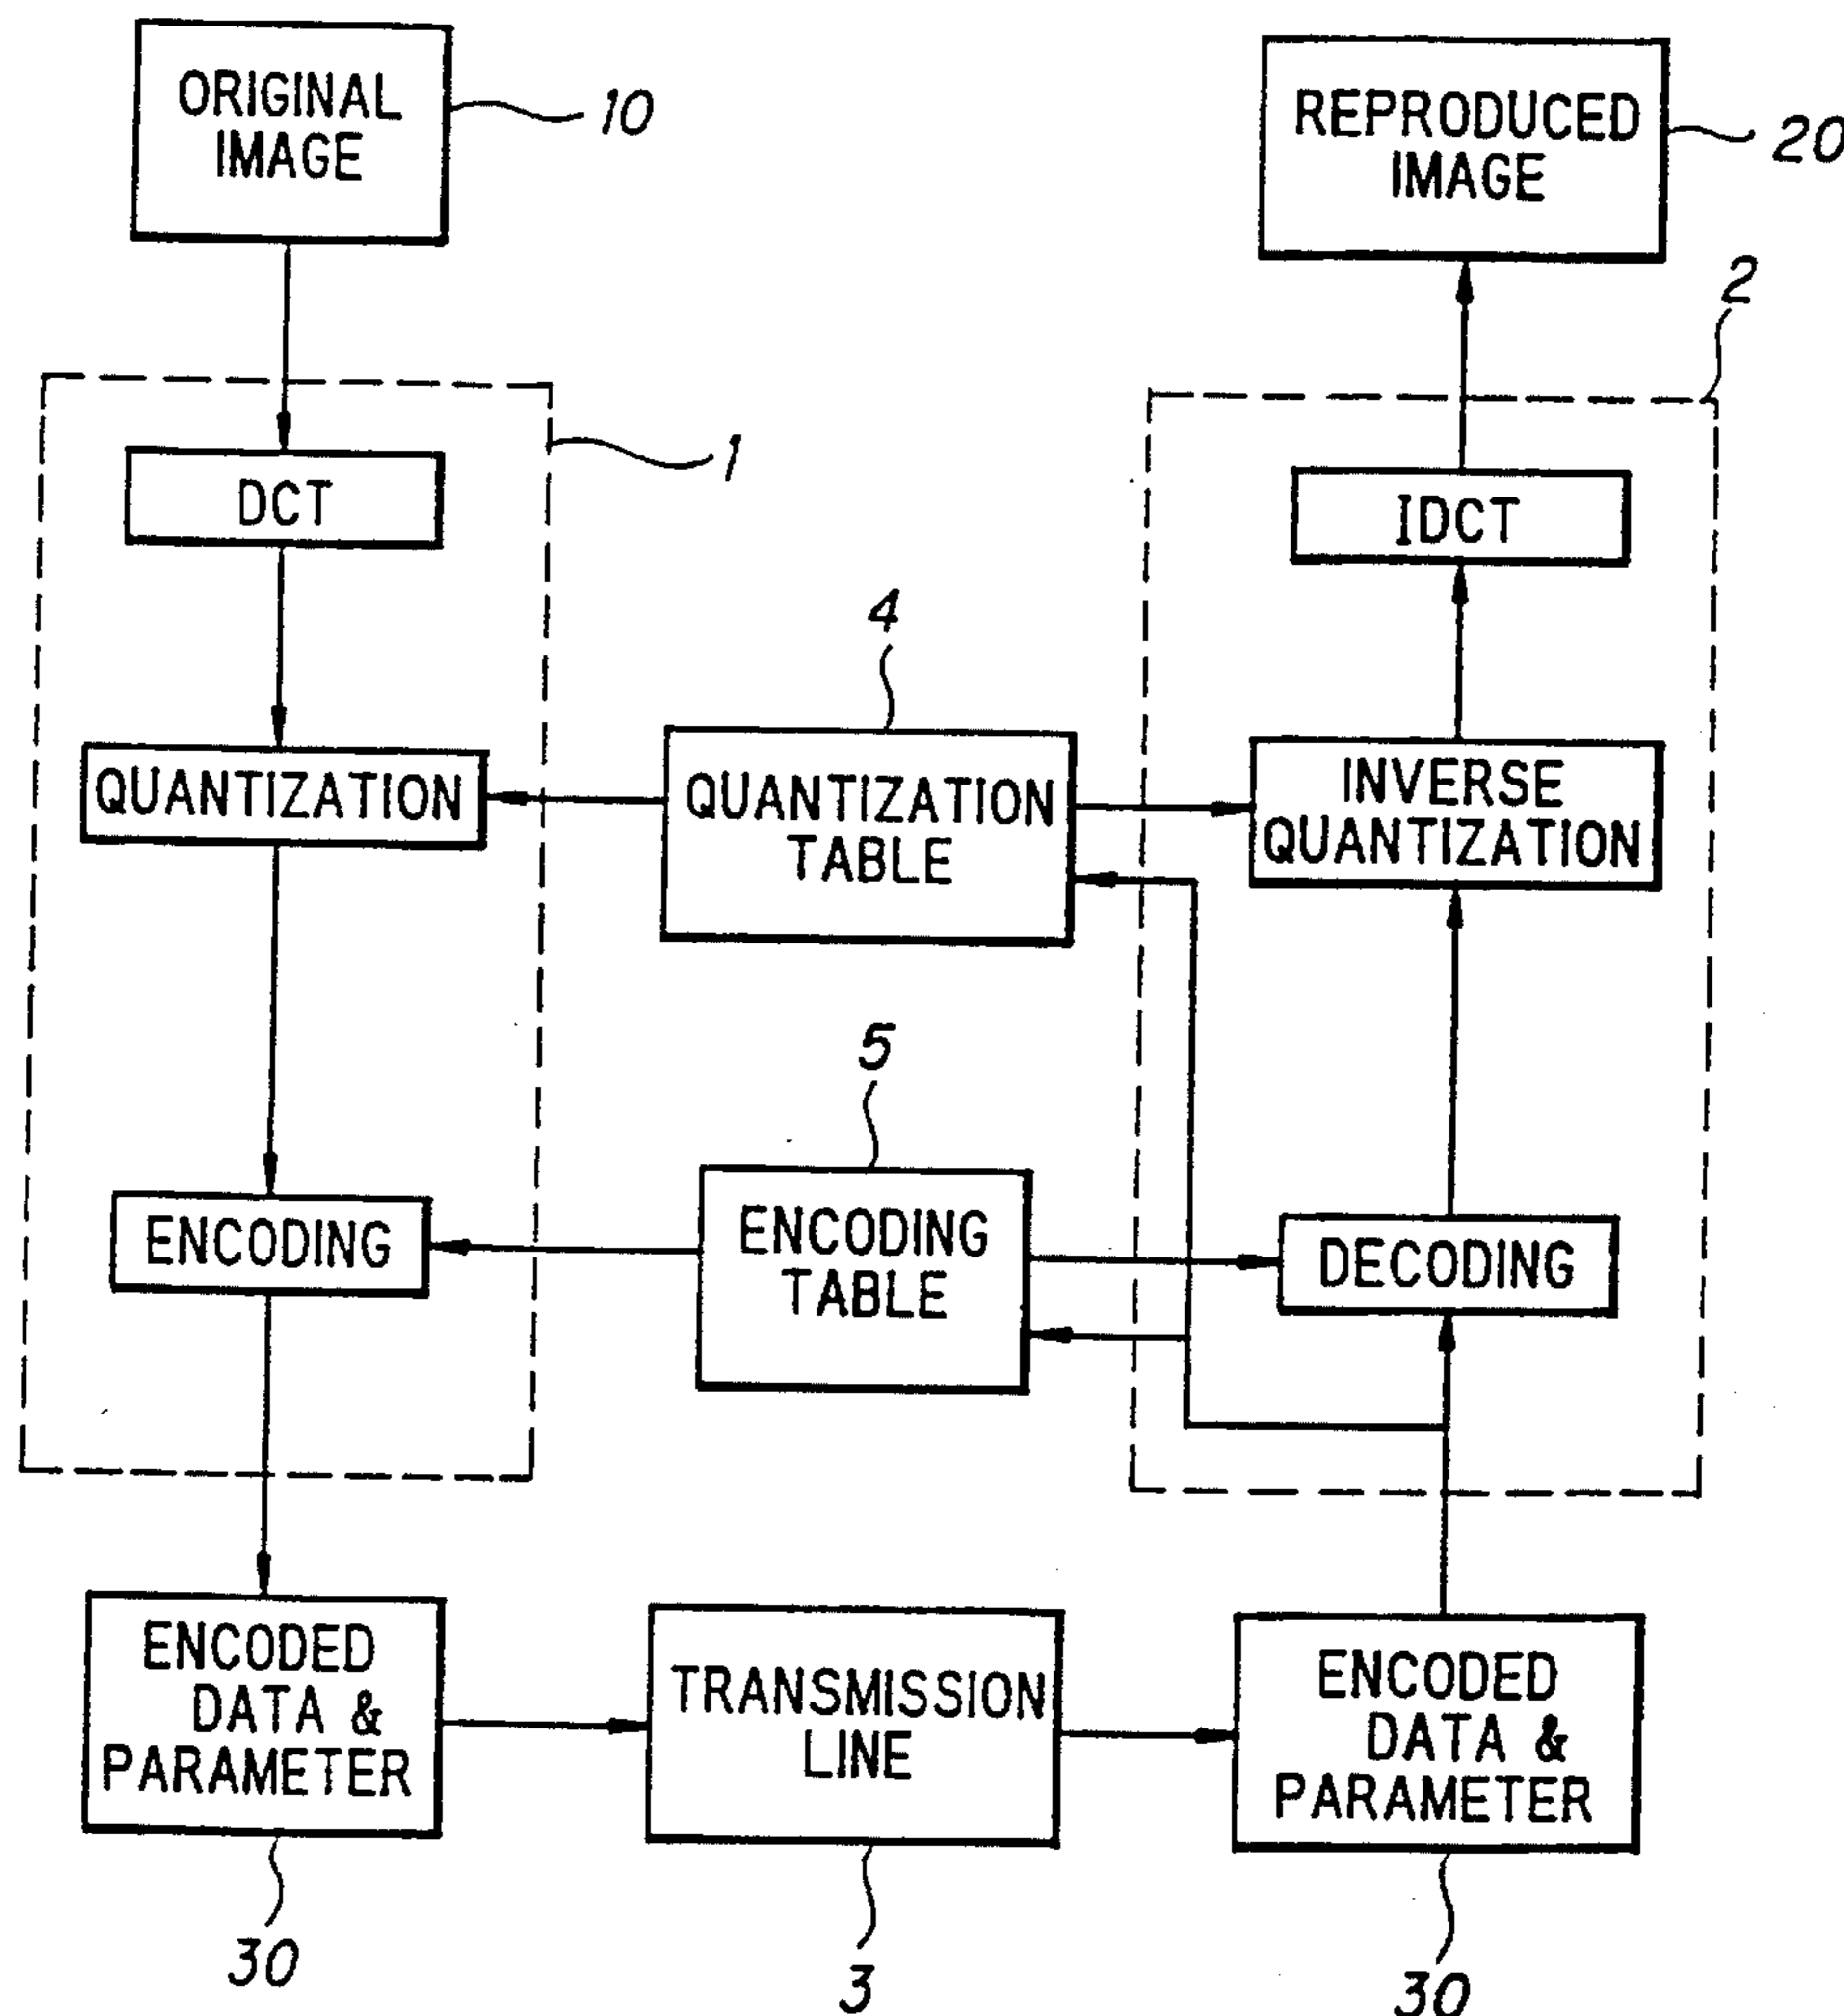 ORIGINAL
IMAGE
10
REPRODUCED
IMAGE
20
2
1
DCT
IDCT
4
QUANTIZATION
QUANTIZATION
TABLE
INVERSE
QUANTIZATION
5
ENCODING
ENCODING
TABLE
DECODING
ENCODED
DATA &
PARAMETER
TRANSMISSION
LINE
ENCODED
DATA &
PARAMETER
30
3
30